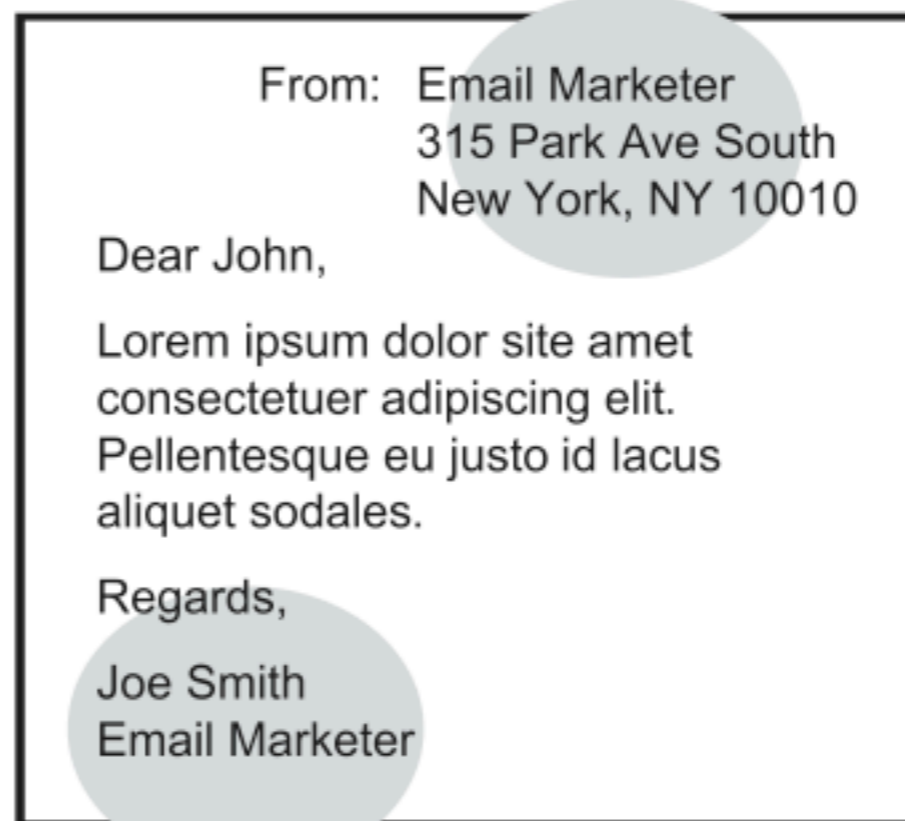 From: Email Marketer
315 Park Ave South
New York, NY 10010
Dear John,
Lorem ipsum dolor site amet
consectetuer adipiscing elit.
Pellentesque eu justo id lacus
aliquet sodales.
Regards,
Joe Smith
Email Marketer